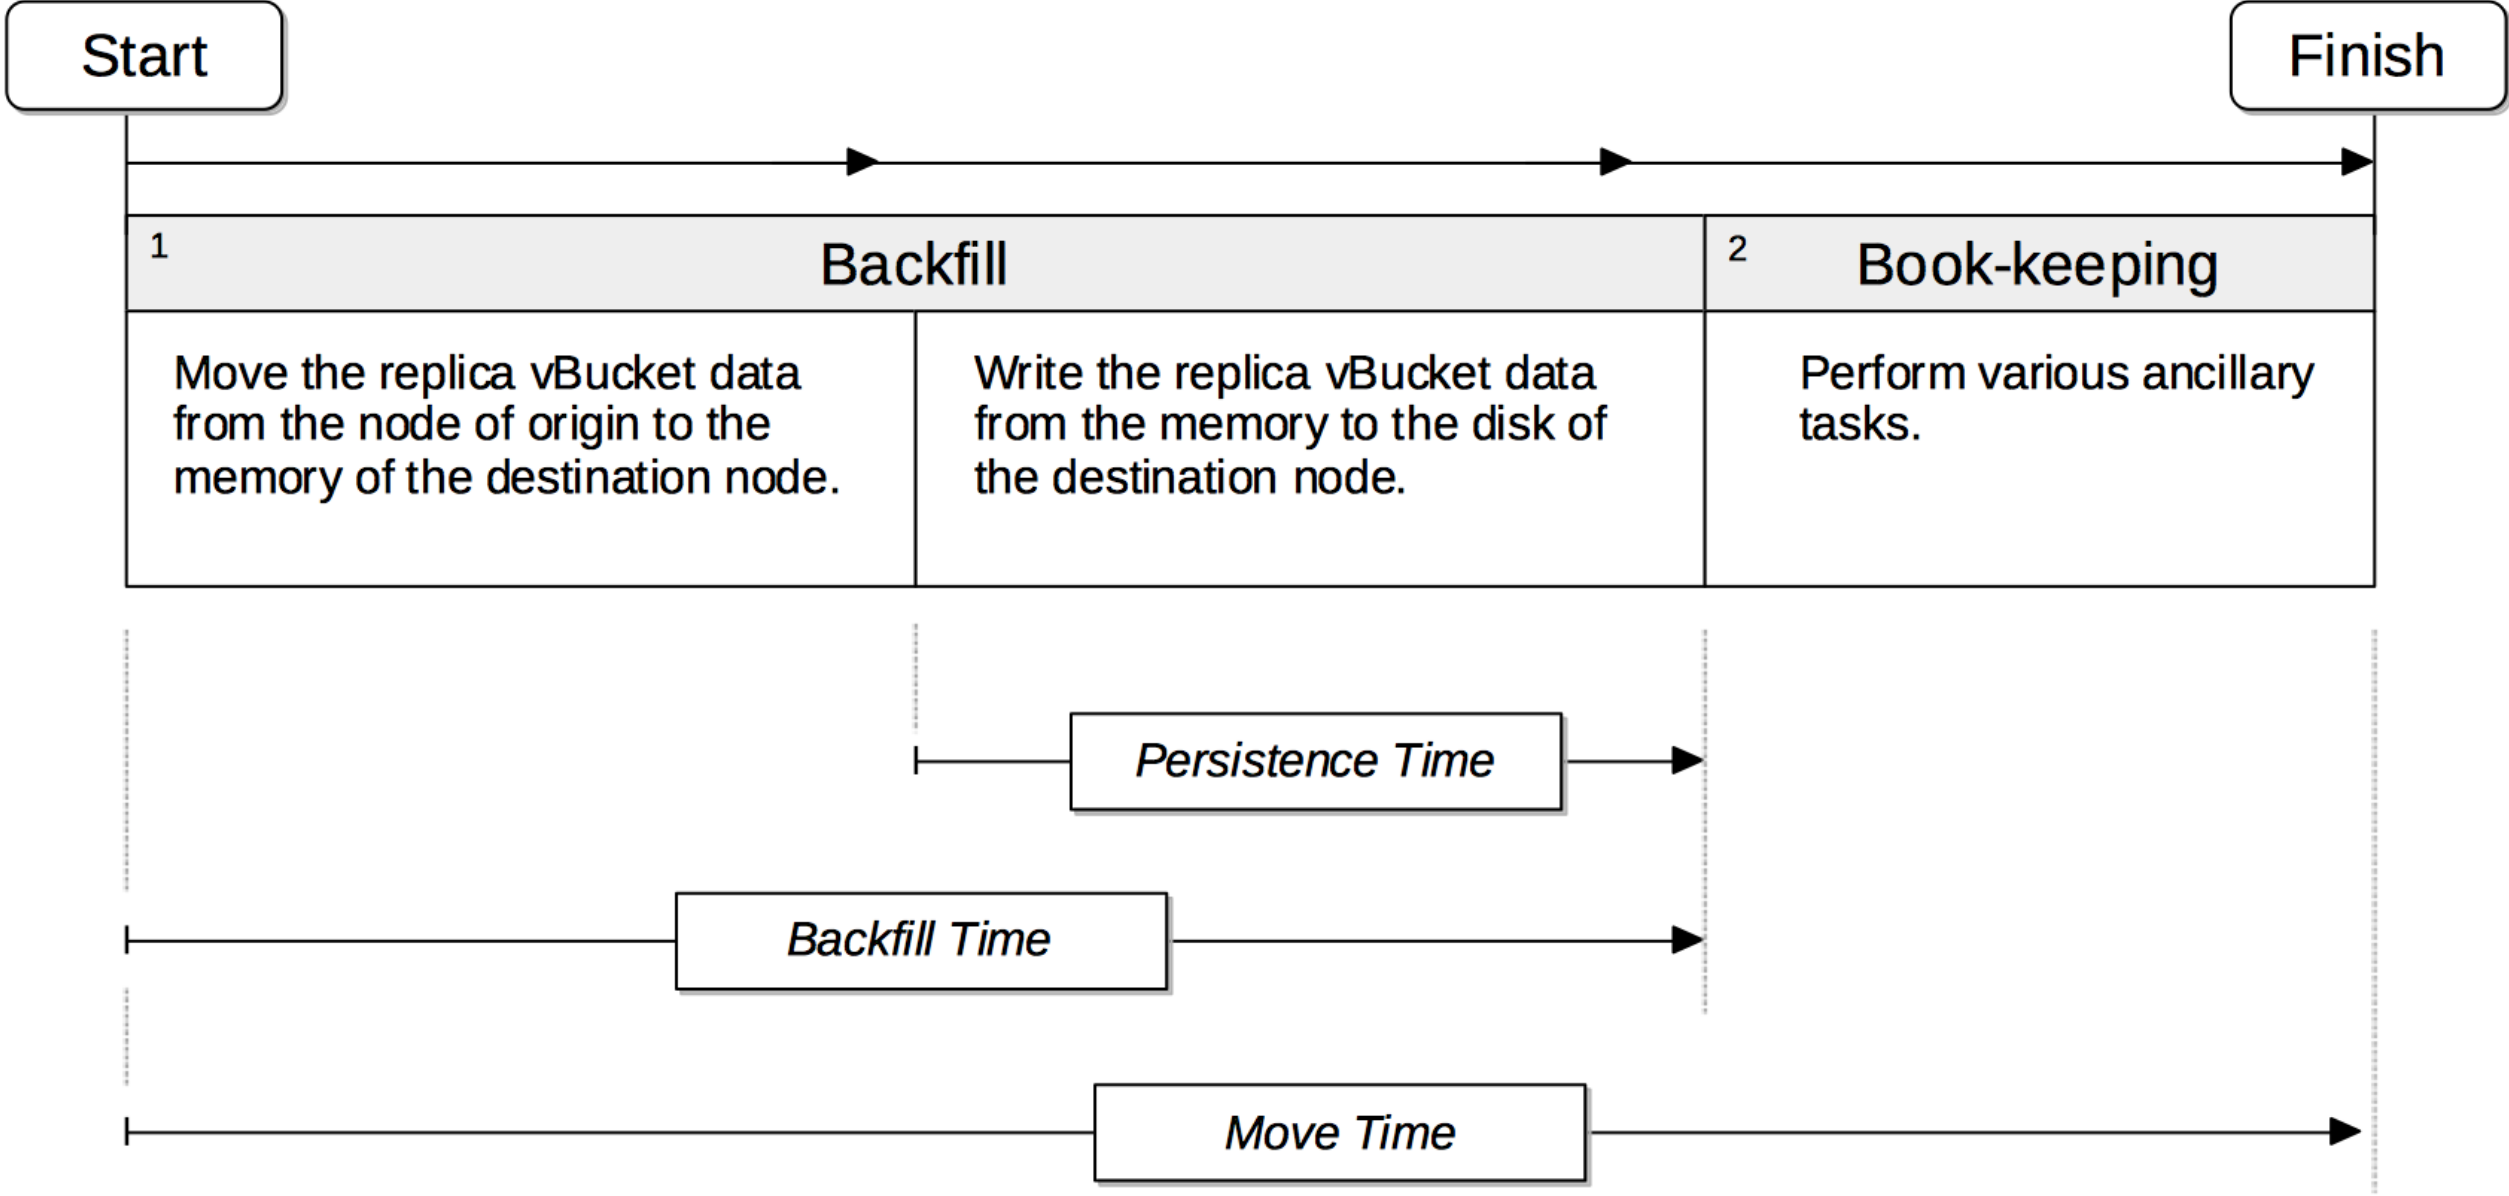 Start
Finish
1
Backfill
2
Book-keeping
Move the replica vBucket data
from the node of origin to the
memory of the destination node.
Write the replica vBucket data
from the memory to the disk of
the destination node.
Perform various ancillary
tasks.
Persistence Time
Backfill Time
Move Time